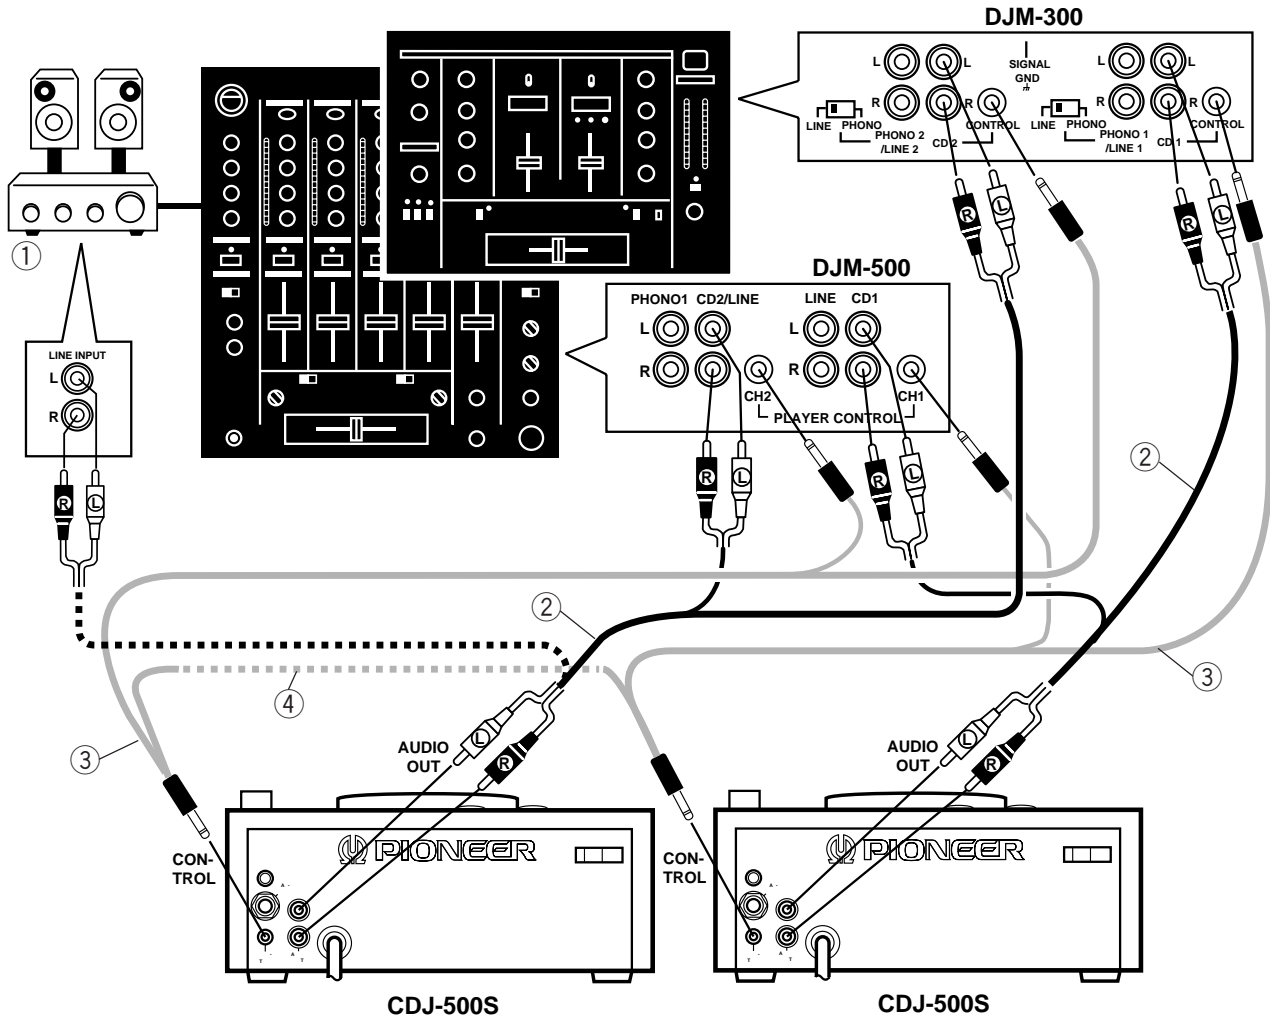 DJM-300
L L SIGNAL GND L L
R R R R
LINE PHONO CONTROL LINE PHONO CONTROL
PHONO 2 /LINE 2 CD 2 PHONO 1 /LINE 1 CD 1
R L R L
1
DJM-500
PHONO1 CD2/LINE LINE CD1
L L
R R
CH2 CH1
PLAYER CONTROL
R L R L
LINE INPUT
L
R
R L
2
2
3
4
3
AUDIO OUT
L
R
AUDIO OUT
L
R
CON-
TROL
PIONEER
CON-
TROL
PIONEER
CDJ-500S
CDJ-500S